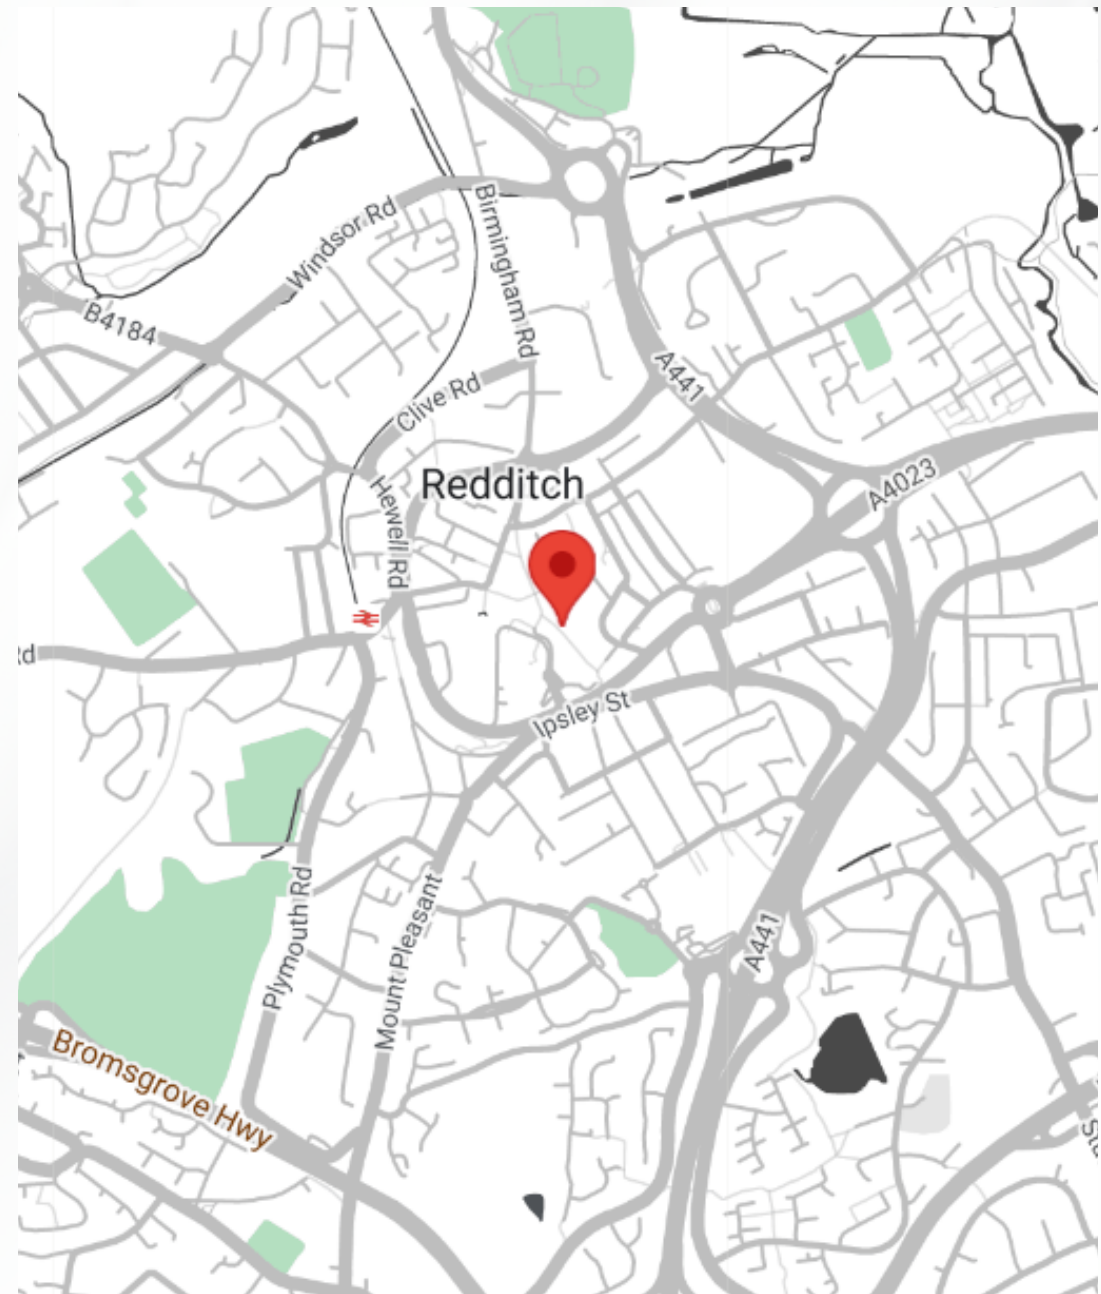 Windsor Rd
Birmingham Rd
B4184
A441
Clive Rd
Redditch
A4023
Hewell Rd
Rd
Ipsley St
Plymouth Rd
Mount Pleasant
A441
Bromsgrove Hwy